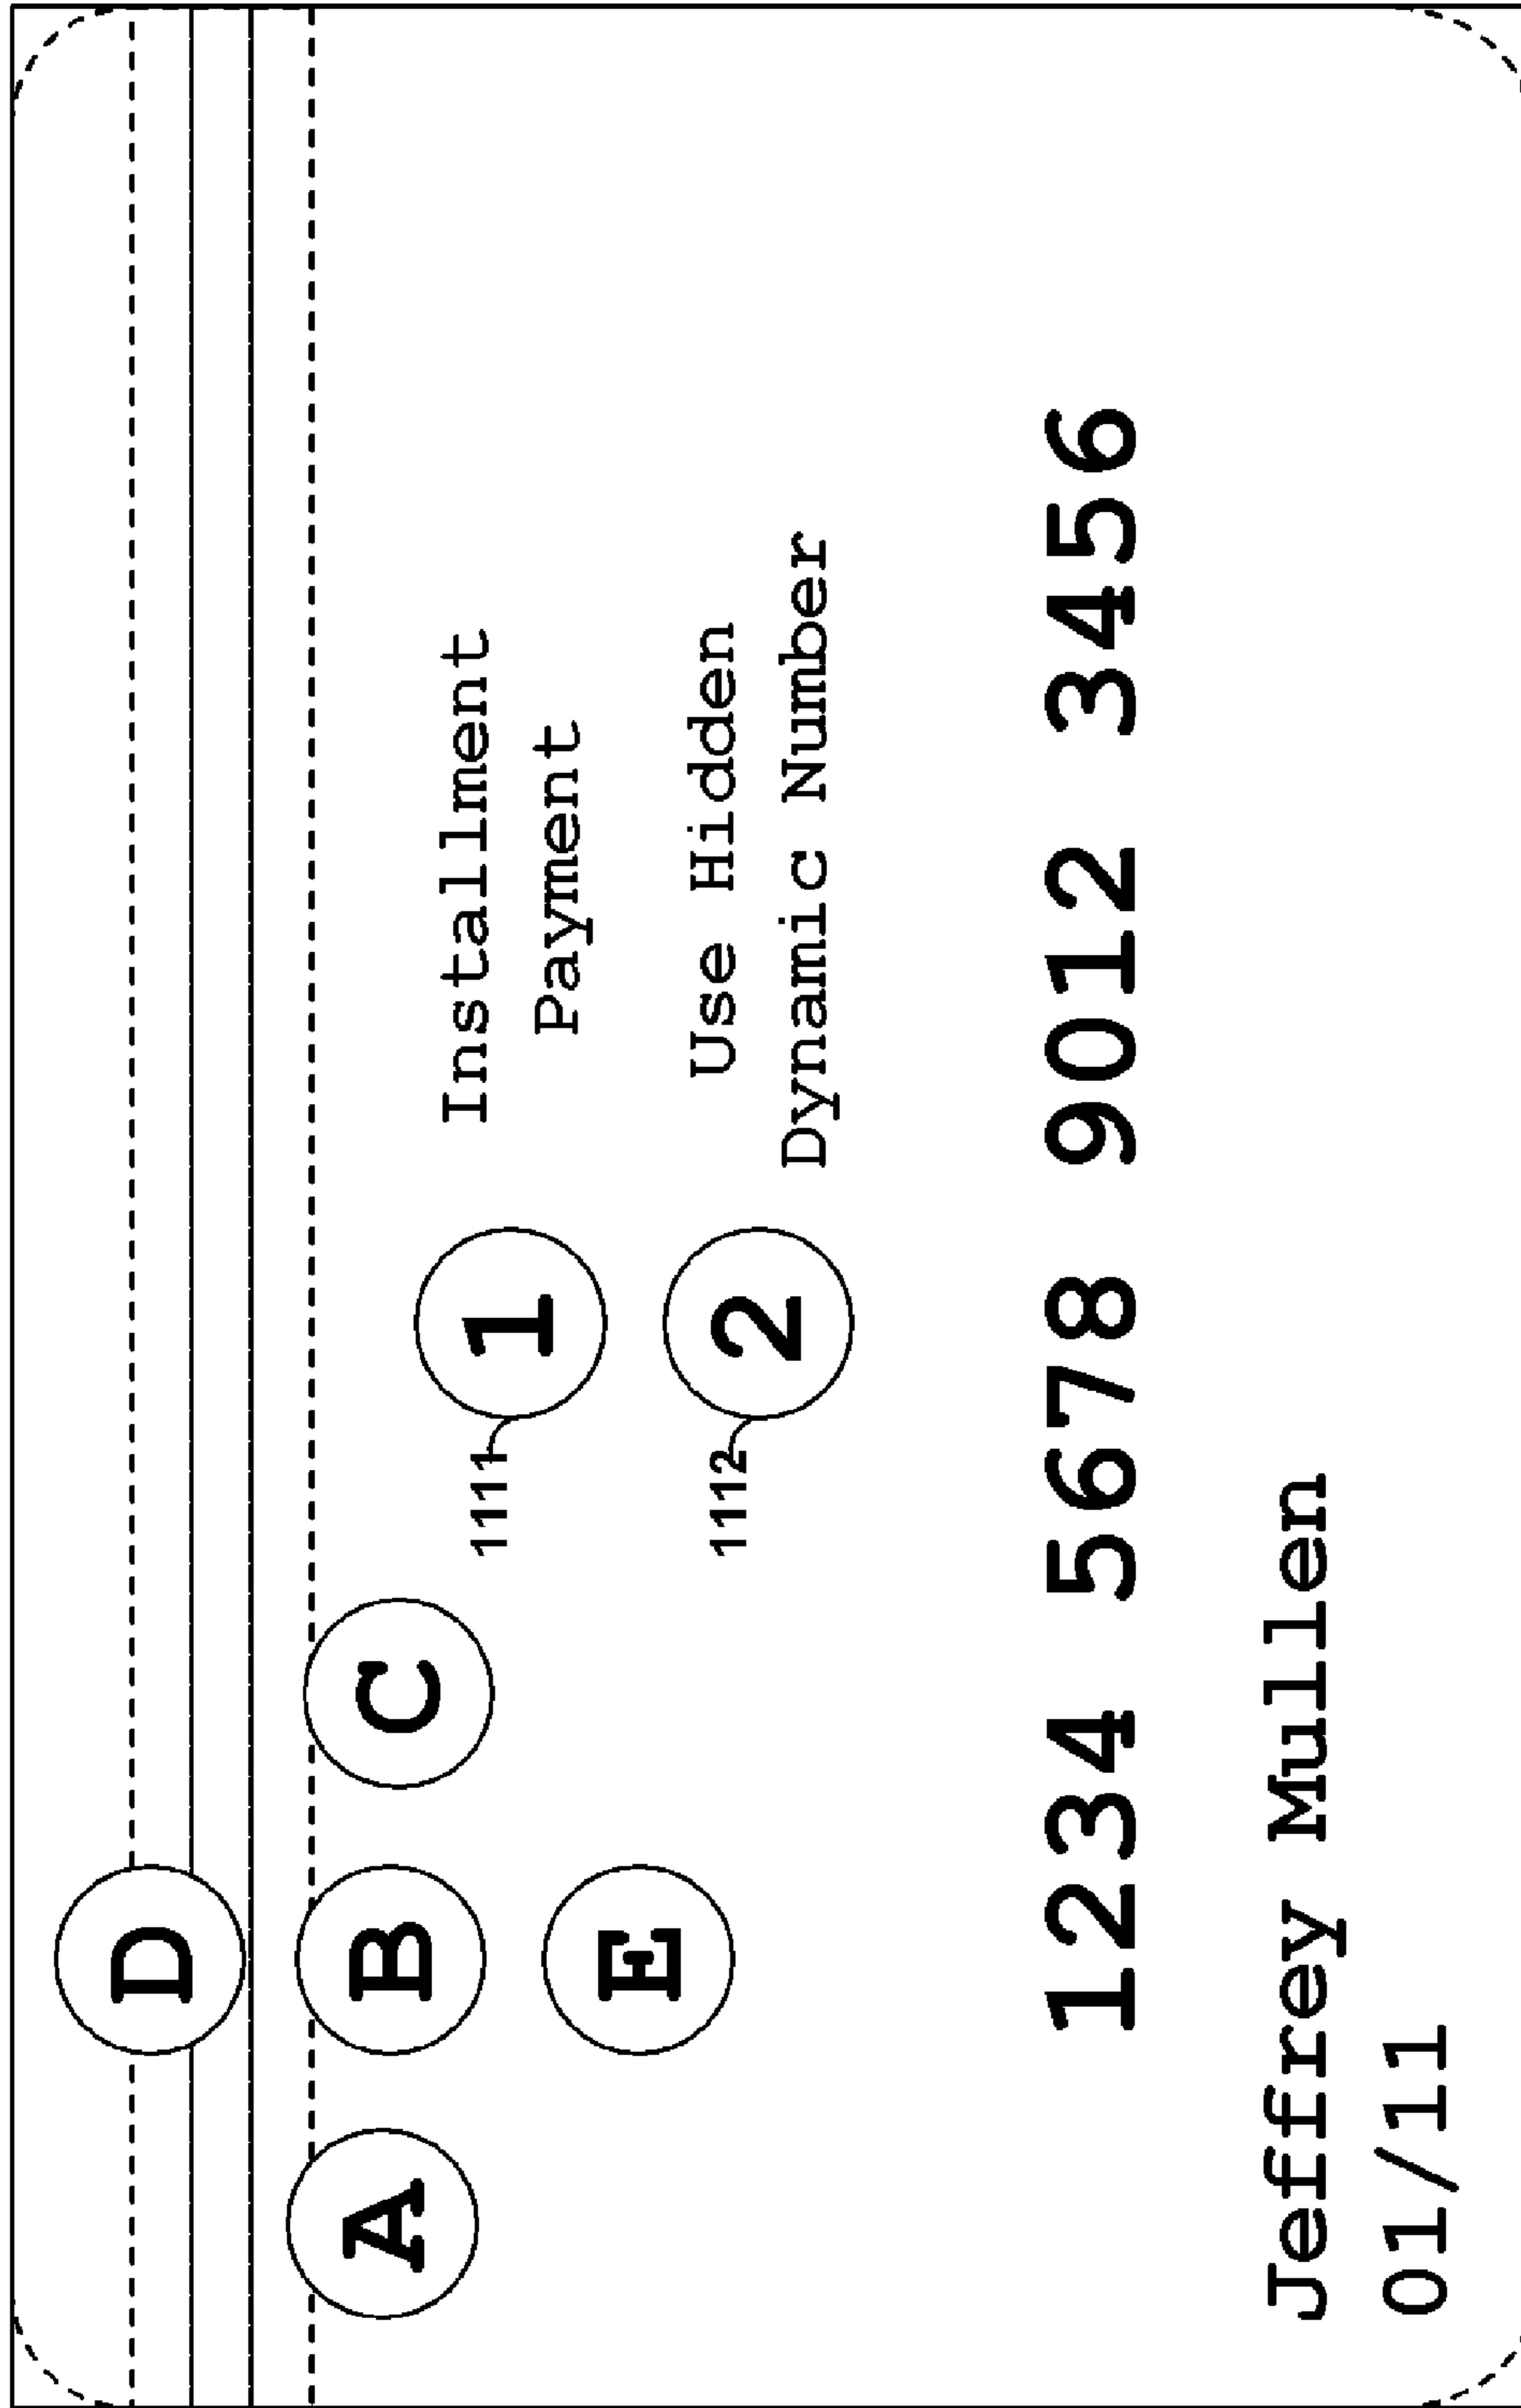 D
A B C
E
1111 1 Installment
Payment
1112 2 Use Hidden
Dynamic Number
1234 5678 9012 3456
Jeffrey Mullen
01/11